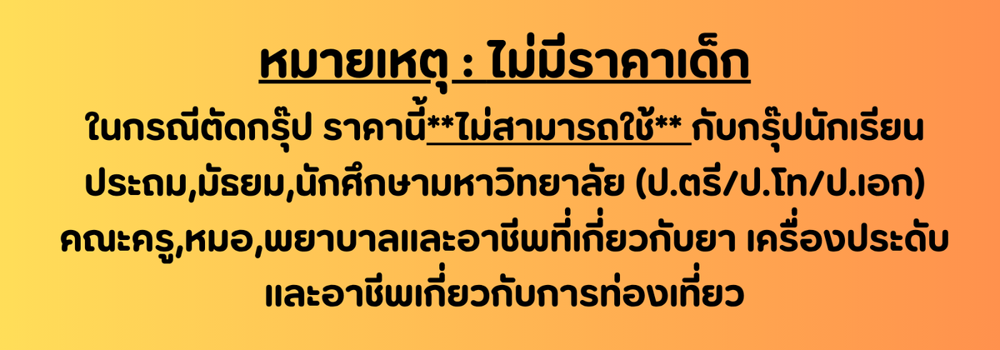 หมายเหตุ : ไม่มีราคาเด็ก
ในกรณีตัดกรุ๊ป ราคานี้**ไม่สามารถใช้** กับกรุ๊ปนักเรียน
ประถม,มัธยม,นักศึกษามหาวิทยาลัย (ป.ตรี/ป.โท/ป.เอก)
คณะครู,หมอ,พยาบาลและอาชีพที่เกี่ยวกับยา เครื่องประดับ
และอาชีพเกี่ยวกับการท่องเที่ยว